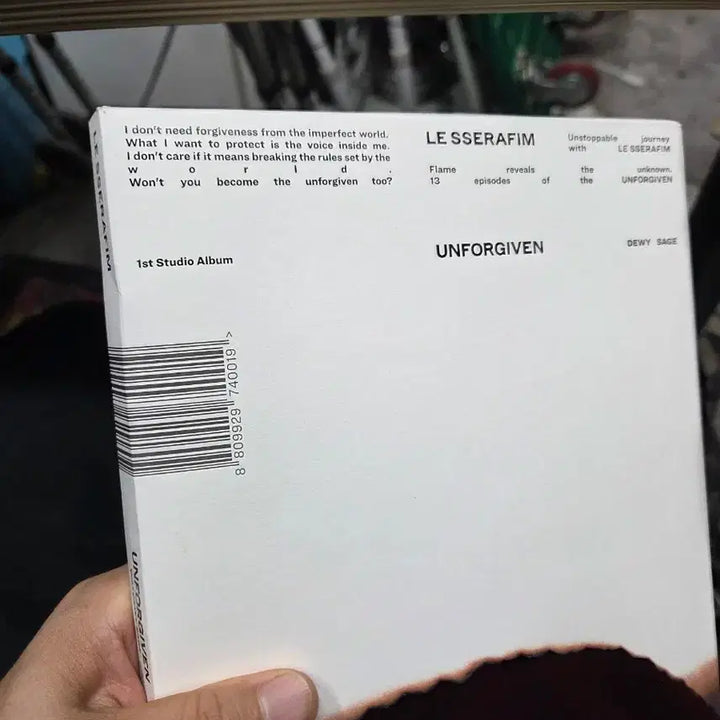 I don't need forgiveness from the imperfect world.
What I want to protect is the voice inside me.
I don't care if it means breaking the rules set by the
w o r l d .
Won't you become the unforgiven too?
LE SSERAFIM
Unstoppable journey
with LE SSERAFIM
Flame reveals the unknown.
13 episodes of the UNFORGIVEN
1st Studio Album
UNFORGIVEN
DEWY SAGE
8 809929 740019 >
LE SSERAFIM
UNFORGIVEN